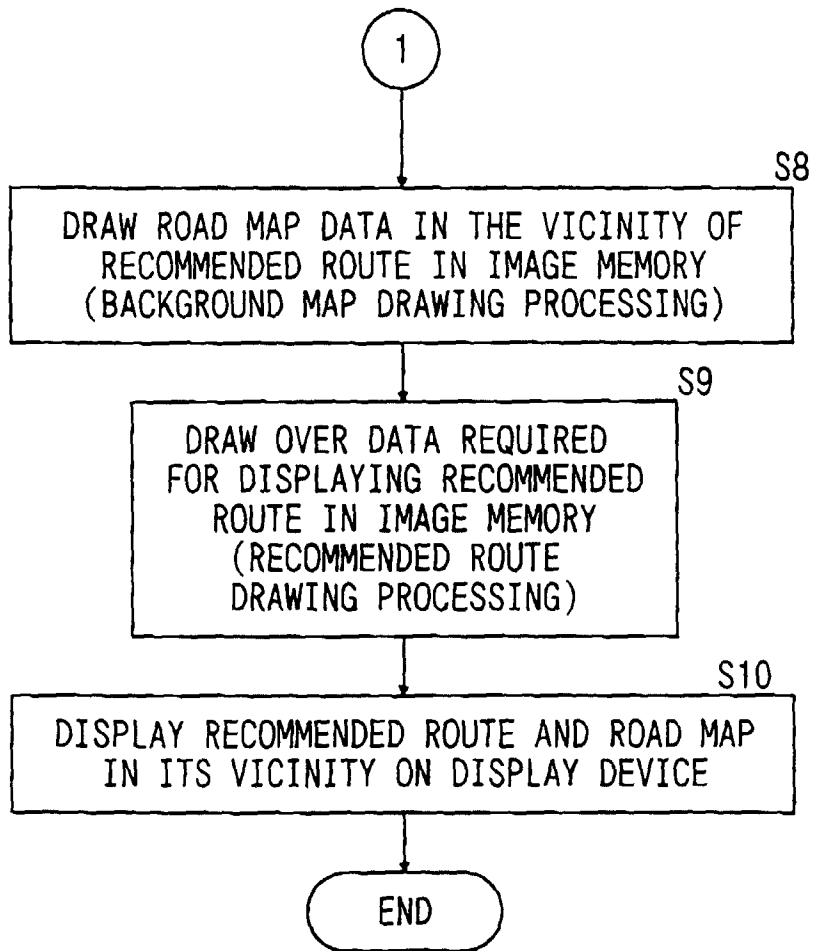 1
S8
DRAW ROAD MAP DATA IN THE VICINITY OF
RECOMMENDED ROUTE IN IMAGE MEMORY
(BACKGROUND MAP DRAWING PROCESSING)
S9
DRAW OVER DATA REQUIRED
FOR DISPLAYING RECOMMENDED
ROUTE IN IMAGE MEMORY
(RECOMMENDED ROUTE
DRAWING PROCESSING)
S10
DISPLAY RECOMMENDED ROUTE AND ROAD MAP
IN ITS VICINITY ON DISPLAY DEVICE
END